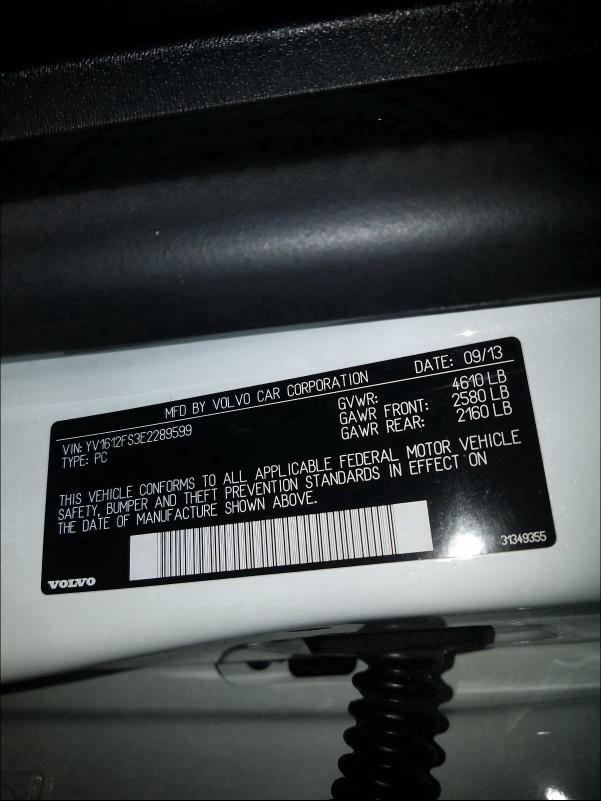 MFD BY VOLVO CAR CORPORATION DATE: 09/13
VIN: YV1612FS3E2289599 GVWR: 4610 LB
TYPE: PC GAWR FRONT: 2580 LB
GAWR REAR: 2160 LB
THIS VEHICLE CONFORMS TO ALL APPLICABLE FEDERAL MOTOR VEHICLE
SAFETY, BUMPER AND THEFT PREVENTION STANDARDS IN EFFECT ON
THE DATE OF MANUFACTURE SHOWN ABOVE.
VOLVO 31349355